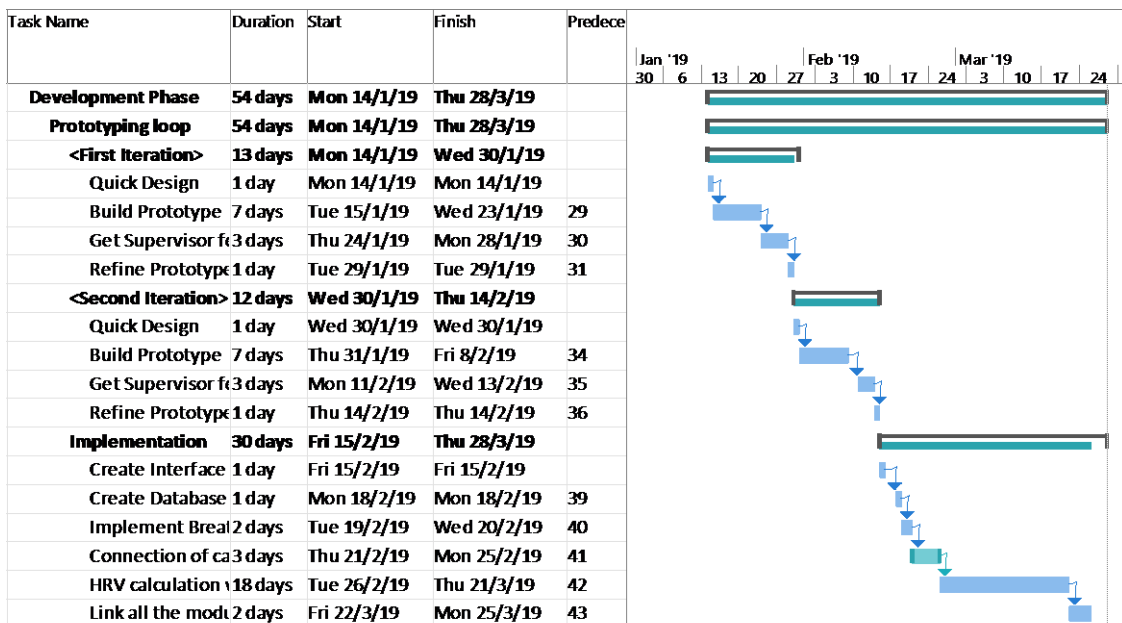 Task Name Duration Start Finish Predece
Jan '19 Feb '19 Mar '19
30 6 13 20 27 3 10 17 24 3 10 17 24
Development Phase 54 days Mon 14/1/19 Thu 28/3/19
Prototyping loop 54 days Mon 14/1/19 Thu 28/3/19
<First Iteration> 13 days Mon 14/1/19 Wed 30/1/19
Quick Design 1 day Mon 14/1/19 Mon 14/1/19
Build Prototype 7 days Tue 15/1/19 Wed 23/1/19 29
Get Supervisor fe 3 days Thu 24/1/19 Mon 28/1/19 30
Refine Prototype 1 day Tue 29/1/19 Tue 29/1/19 31
<Second Iteration> 12 days Wed 30/1/19 Thu 14/2/19
Quick Design 1 day Wed 30/1/19 Wed 30/1/19
Build Prototype 7 days Thu 31/1/19 Fri 8/2/19 34
Get Supervisor fe 3 days Mon 11/2/19 Wed 13/2/19 35
Refine Prototype 1 day Thu 14/2/19 Thu 14/2/19 36
Implementation 30 days Fri 15/2/19 Thu 28/3/19
Create Interface 1 day Fri 15/2/19 Fri 15/2/19
Create Database 1 day Mon 18/2/19 Mon 18/2/19 39
Implement Breat 2 days Tue 19/2/19 Wed 20/2/19 40
Connection of ca 3 days Thu 21/2/19 Mon 25/2/19 41
HRV calculation v 18 days Tue 26/2/19 Thu 21/3/19 42
Link all the modu 2 days Fri 22/3/19 Mon 25/3/19 43